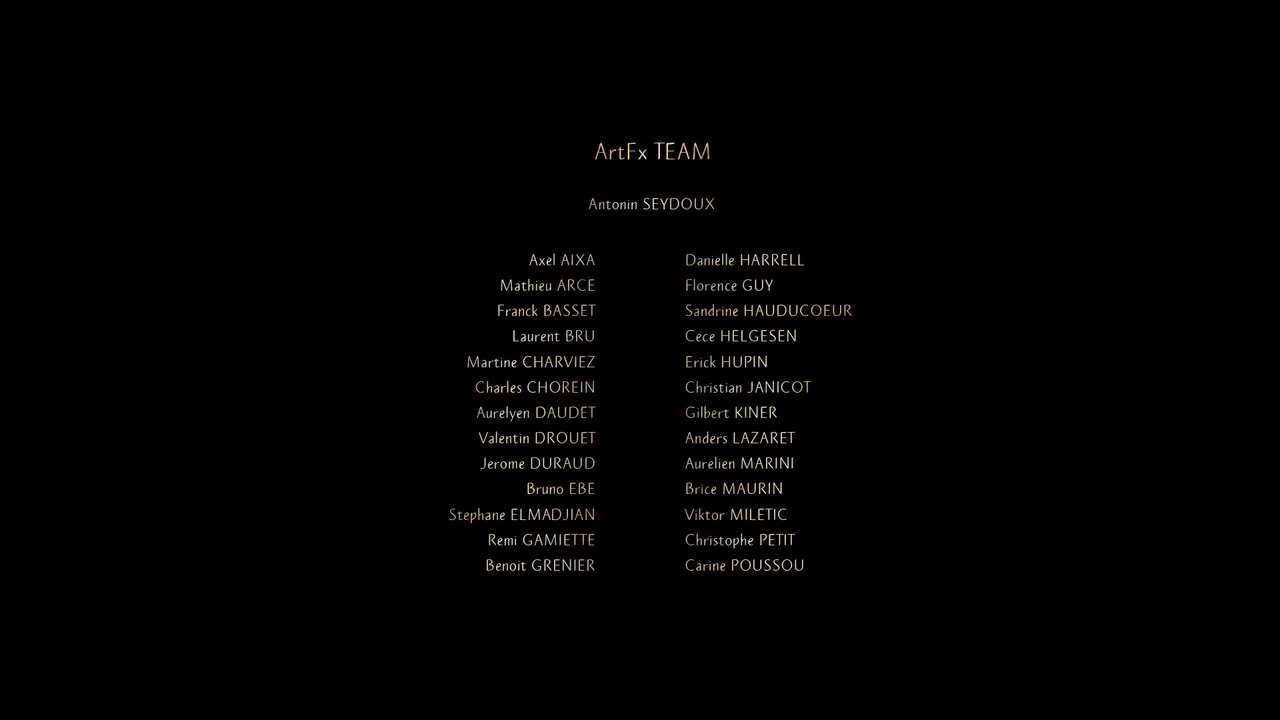 ArtFx TEAM
Antonin SEYDOUX
Axel AIXA Danielle HARRELL
Mathieu ARCE Florence GUY
Franck BASSET Sandrine HAUDUCOEUR
Laurent BRU Cece HELGESEN
Martine CHARVIEZ Erick HUPIN
Charles CHOREIN Christian JANICOT
Aurelyen DAUDET Gilbert KINER
Valentin DROUET Anders LAZARET
Jerome DURAUD Aurelien MARINI
Bruno EBE Brice MAURIN
Stephane ELMADJIAN Viktor MILETIC
Remi GAMIETTE Christophe PETIT
Benoit GRENIER Carine POUSSOU